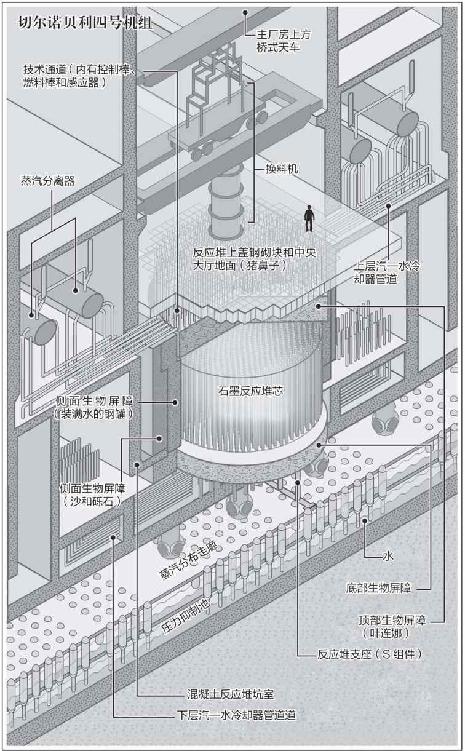 切尔诺贝利四号机组
主厂房上方
桥式天车
技术通道（内有控制棒、
燃料棒和感应器）
换料机
蒸汽分离器
反应堆上盖钢砌块和中央
大厅地面（猪鼻子）
上层汽—水冷
却器管道
石墨反应堆芯
侧面生物屏障
（装满水的钢罐）
侧面生物屏障
（沙和砾石）
蒸汽分布走廊
水
底部生物屏障
压力抑制池
顶部生物屏障
（叶连娜）
反应堆支座（S组件）
混凝土反应堆坑室
下层汽—水冷却器管道道